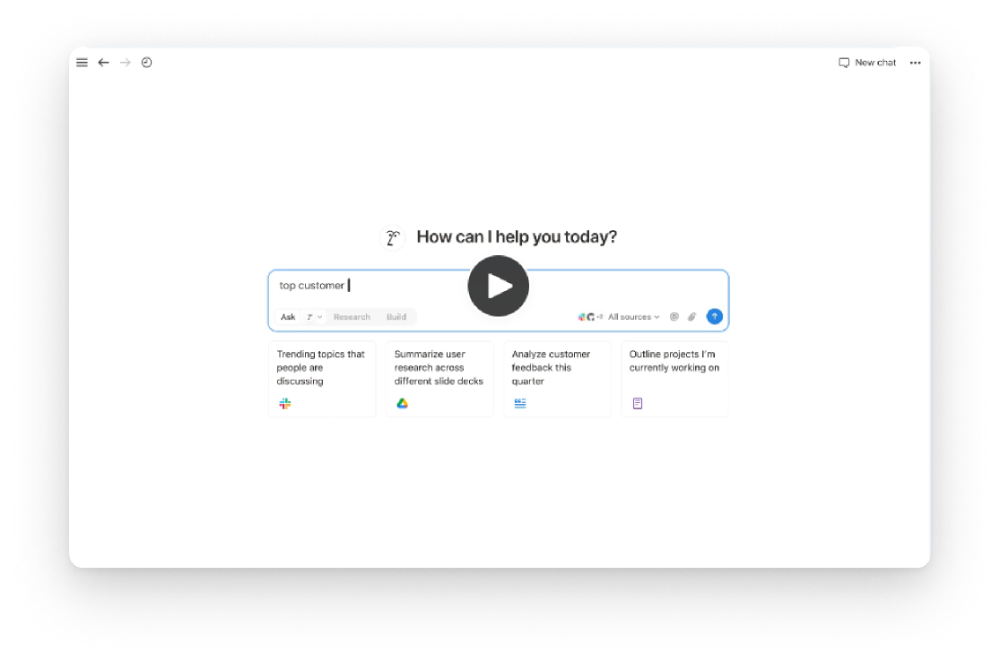 New chat
How can I help you today?
top customer
Ask
Research
Build
All sources
Trending topics that
people are
discussing
Summarize user
research across
different slide decks
Analyze customer
feedback this
quarter
Outline projects I'm
currently working on